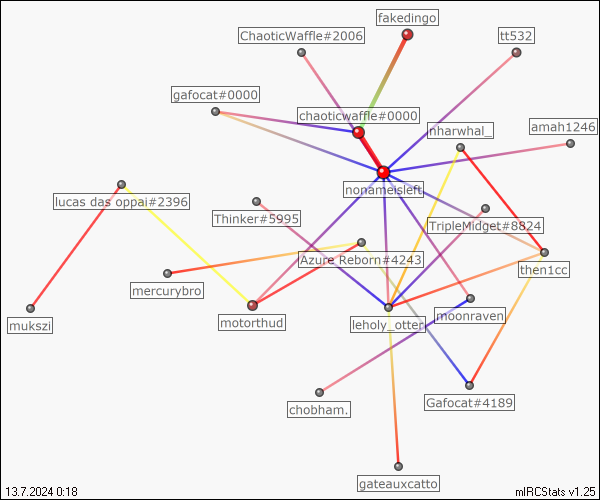 fakedingo
ChaoticWaffle#2006
tt532
gafocat#0000
chaoticwaffle#0000
nharwhal_
amah1246
nonameisleft
lucas das oppai#2396
Thinker#5995
TripleMidget#8824
Azure Reborn#4243
then1cc
mercurybro
motorthud
leholy_otter
moonraven
mukszi
chobham.
Gafocat#4189
gateauxcatto
13.7.2024 0:18
mIRCStats v1.25